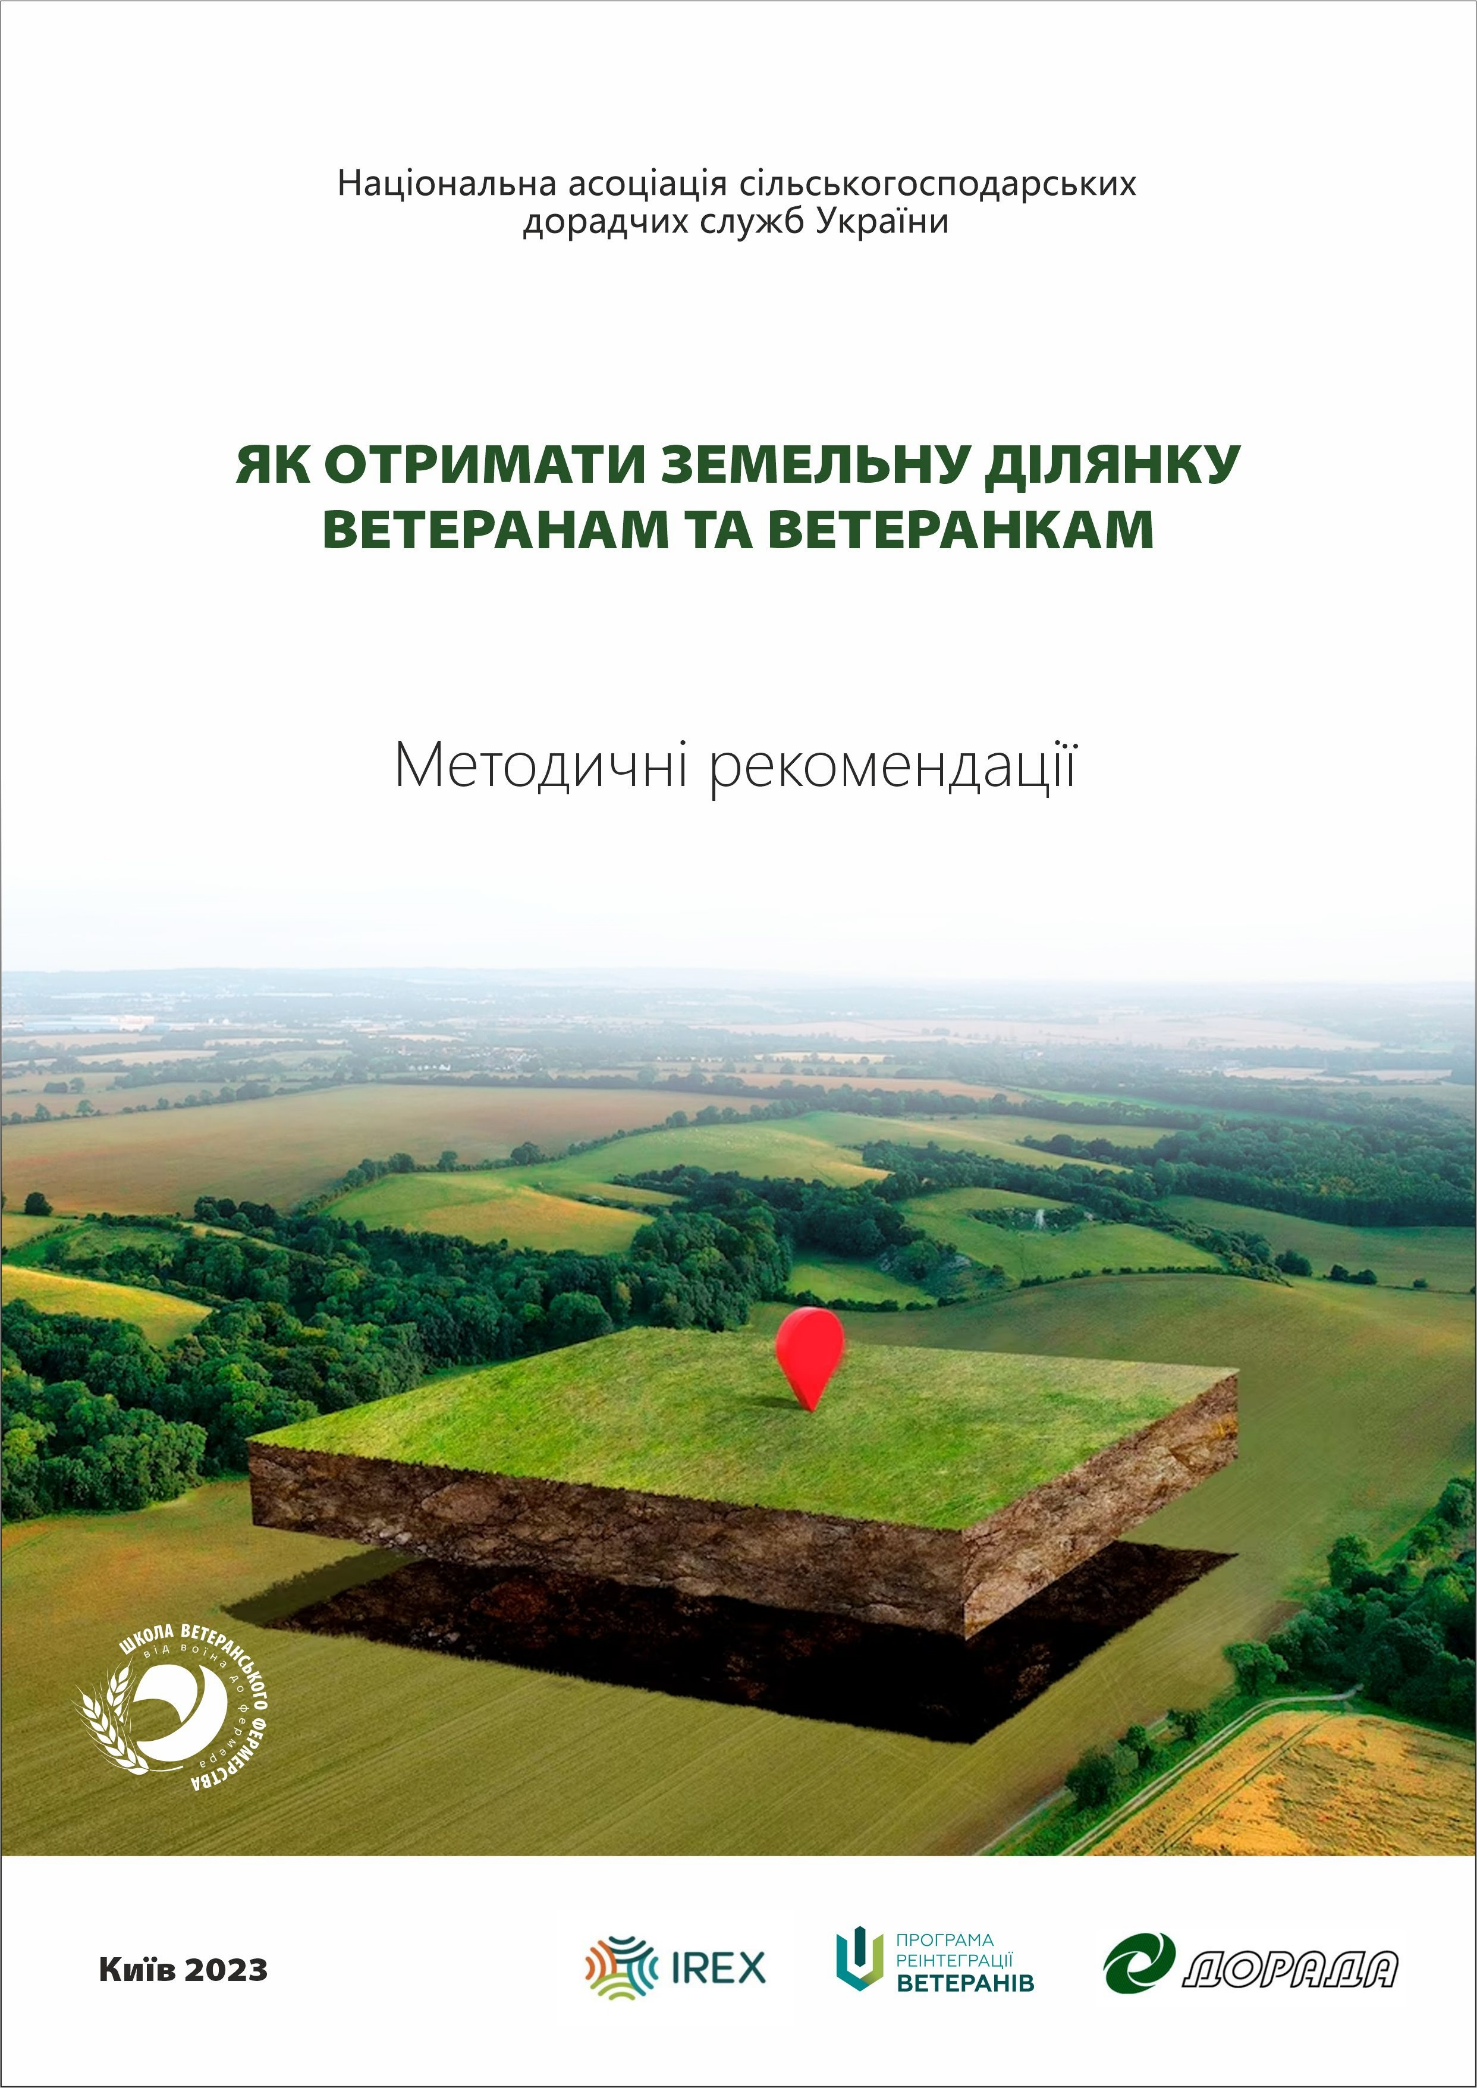 Національна асоціація сільськогосподарських
дорадчих служб України
ЯК ОТРИМАТИ ЗЕМЕЛЬНУ ДІЛЯНКУ
ВЕТЕРАНАМ ТА ВЕТЕРАНКАМ
Методичні рекомендації
ШКОЛА ВЕТЕРАНСЬКОГО ФЕРМЕРСТВА
від воїна до фермера
Київ 2023
IREX
ПРОГРАМА
РЕІНТЕГРАЦІЇ
ВЕТЕРАНІВ
ДОРАДА